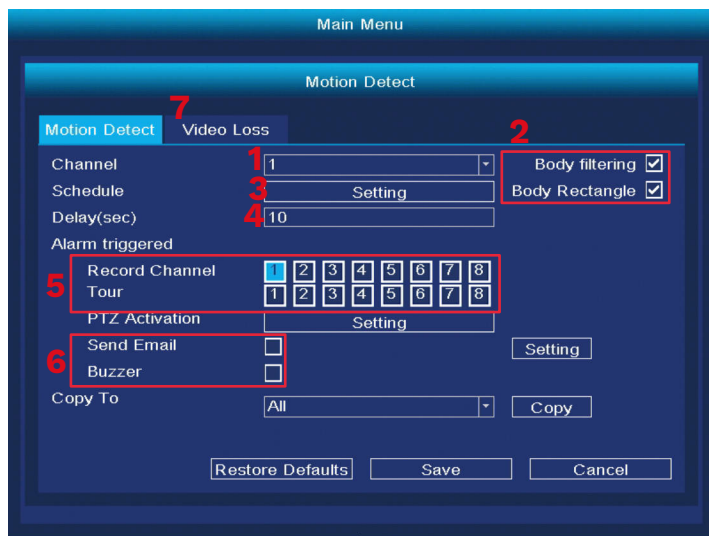 Main Menu
Motion Detect
7
Motion Detect Video Loss
2
Channel 1 1 Body filtering
Schedule 3 Setting Body Rectangle
Delay(sec) 4 10
Alarm triggered
5 Record Channel 1 2 3 4 5 6 7 8
Tour 1 2 3 4 5 6 7 8
PTZ Activation Setting
6 Send Email Setting
Buzzer
Copy To All Copy
Restore Defaults Save Cancel